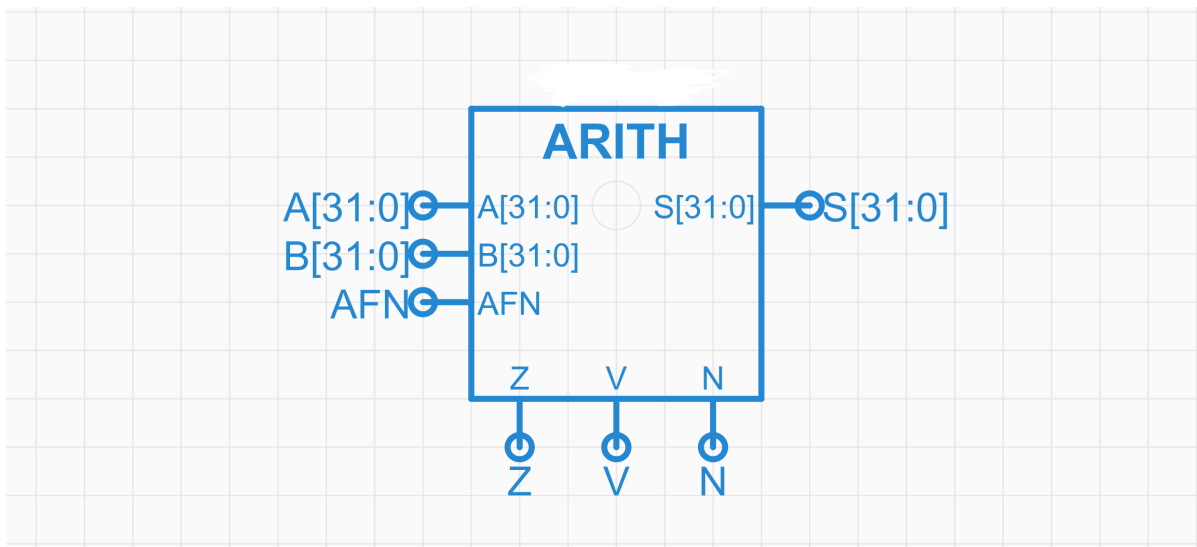 ARITH
A[31:0] A[31:0] S[31:0] S[31:0]
B[31:0] B[31:0]
AFN AFN
Z V N
Z V N